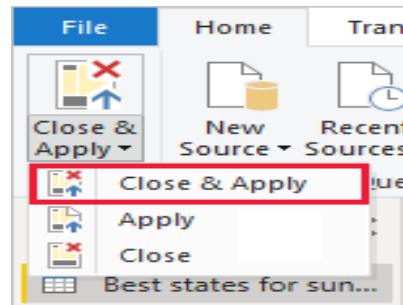 File Home Tran
Close & New Recent
Apply Source Sources
Close & Apply
Apply
Close
Best states for sun...